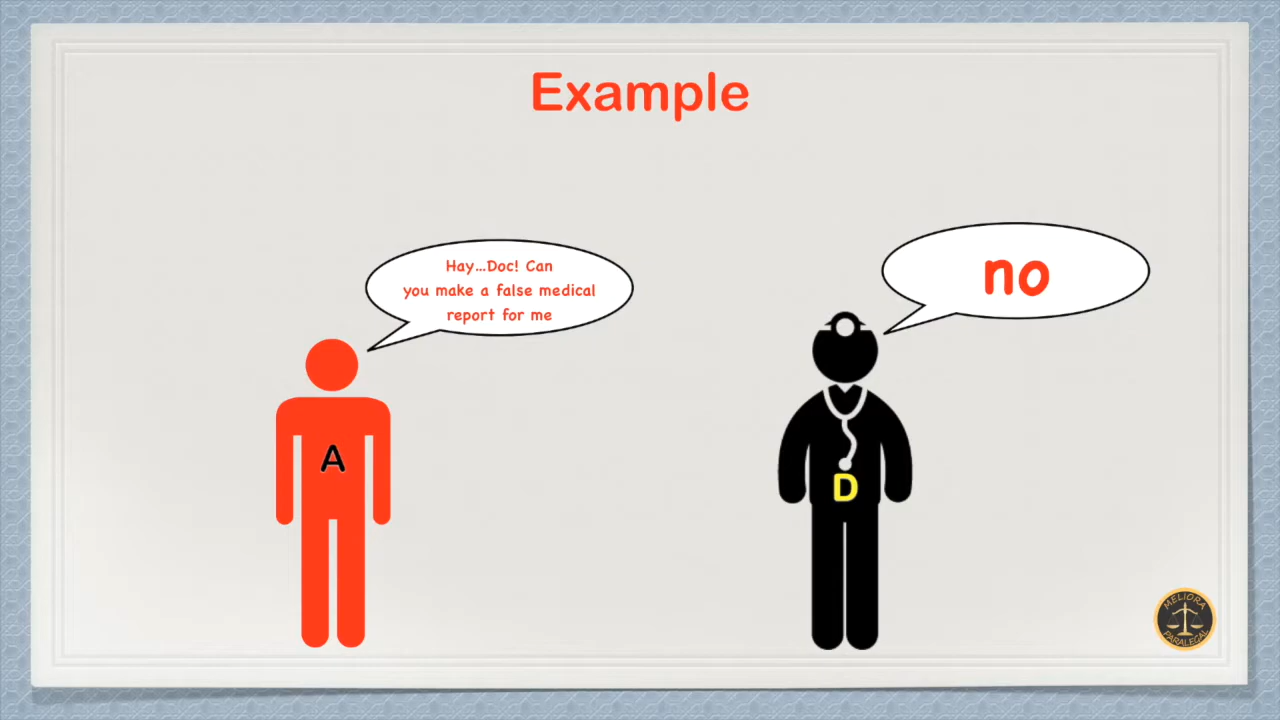 Example
Hay...Doc! Can
you make a false medical
report for me
no
A
D
MELIORA
PARALEGAL